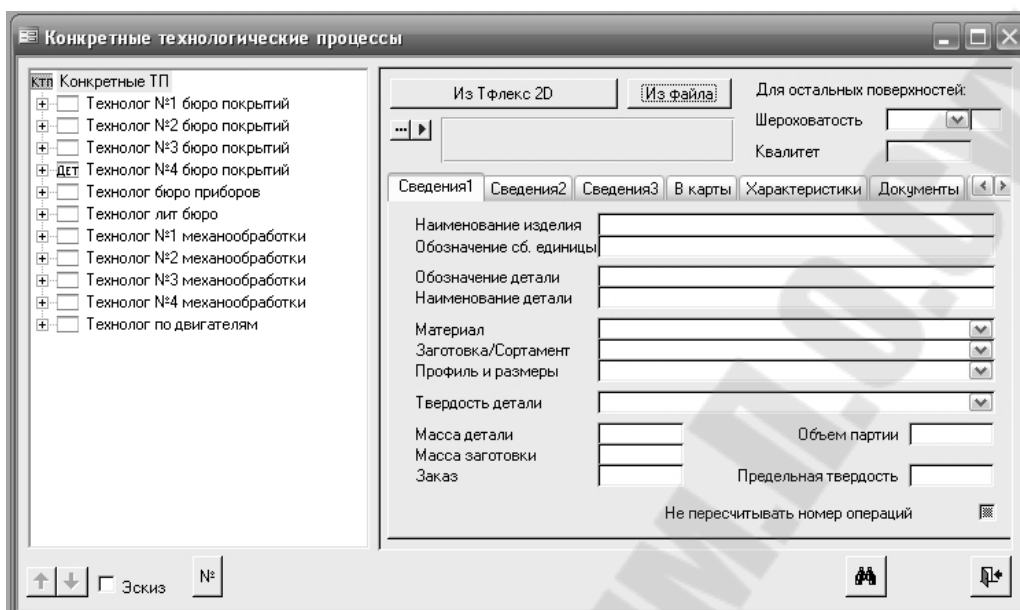 Конкретные технологические процессы
КТП Конкретные ТП
Технолог №1 бюро покрытий
Технолог №2 бюро покрытий
Технолог №3 бюро покрытий
ДЕТ Технолог №4 бюро покрытий
Технолог бюро приборов
Технолог лит бюро
Технолог №1 механообработки
Технолог №2 механообработки
Технолог №3 механообработки
Технолог №4 механообработки
Технолог по двигателям
Из Тфлекс 2D
Из файла
Для остальных поверхностей:
Шероховатость
Квалитет
...
Сведения1 Сведения2 Сведения3 В карты Характеристики Документы
Наименование изделия
Обозначение сб. единицы
Обозначение детали
Наименование детали
Материал
Заготовка/Сортамент
Профиль и размеры
Твердость детали
Масса детали Объем партии
Масса заготовки
Заказ Предельная твердость
Не пересчитывать номер операций
Эскиз
№